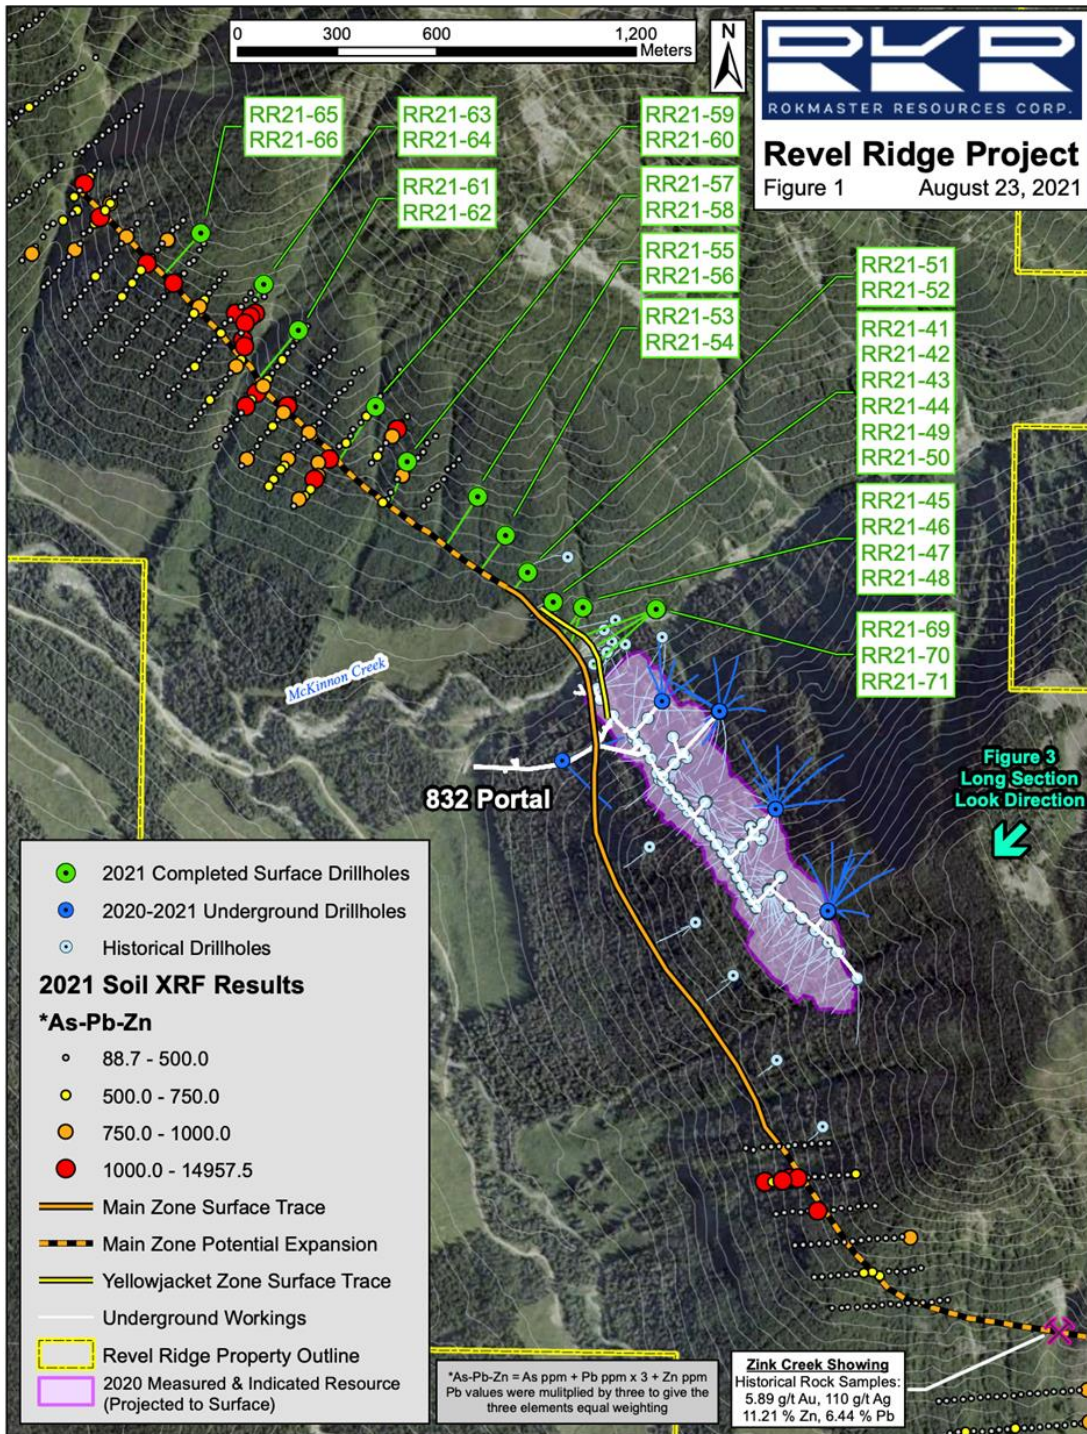 0 300 600 1,200
Meters
N
RKR
ROKMASTER RESOURCES CORP.
Revel Ridge Project
Figure 1 August 23, 2021
RR21-65
RR21-66
RR21-63
RR21-64
RR21-61
RR21-62
RR21-59
RR21-60
RR21-57
RR21-58
RR21-55
RR21-56
RR21-53
RR21-54
RR21-51
RR21-52
RR21-41
RR21-42
RR21-43
RR21-44
RR21-49
RR21-50
RR21-45
RR21-46
RR21-47
RR21-48
RR21-69
RR21-70
RR21-71
McKinnon Creek
832 Portal
Figure 3
Long Section
Look Direction
2021 Completed Surface Drillholes
2020-2021 Underground Drillholes
Historical Drillholes
2021 Soil XRF Results
*As-Pb-Zn
88.7 - 500.0
500.0 - 750.0
750.0 - 1000.0
1000.0 - 14957.5
Main Zone Surface Trace
Main Zone Potential Expansion
Yellowjacket Zone Surface Trace
Underground Workings
Revel Ridge Property Outline
2020 Measured & Indicated Resource
(Projected to Surface)
*As-Pb-Zn = As ppm + Pb ppm x 3 + Zn ppm
Pb values were mulitplied by three to give the
three elements equal weighting
Zink Creek Showing
Historical Rock Samples:
5.89 g/t Au, 110 g/t Ag
11.21 % Zn, 6.44 % Pb